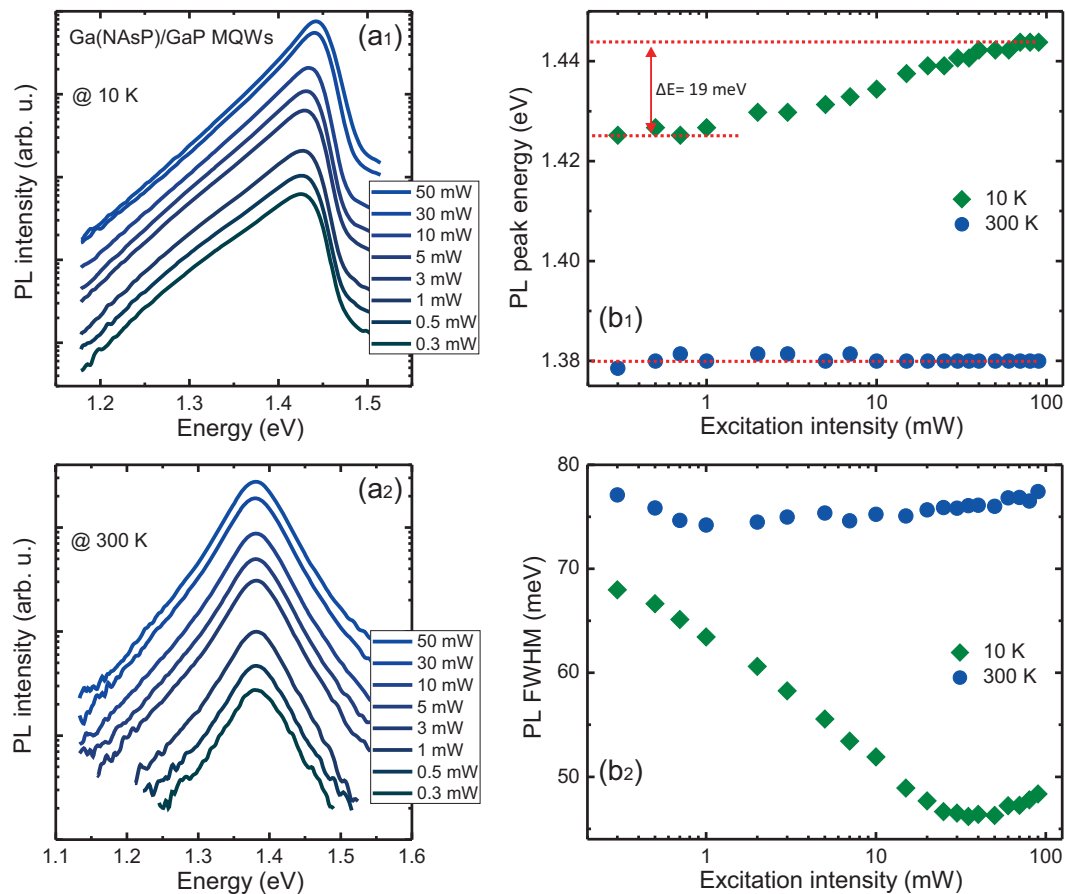 Ga(NAsP)/GaP MQWs
(a1)
@ 10 K
PL intensity (arb. u.)
50 mW
30 mW
10 mW
5 mW
3 mW
1 mW
0.5 mW
0.3 mW
1.2 1.3 1.4 1.5
Energy (eV)
1.44
1.42
1.40
1.38
PL peak energy (eV)
ΔE= 19 meV
10 K
300 K
(b1)
1 10 100
Excitation intensity (mW)
(a2)
@ 300 K
PL intensity (arb. u.)
50 mW
30 mW
10 mW
5 mW
3 mW
1 mW
0.5 mW
0.3 mW
1.1 1.2 1.3 1.4 1.5 1.6
Energy (eV)
80
70
60
50
PL FWHM (meV)
10 K
300 K
(b2)
1 10 100
Excitation intensity (mW)